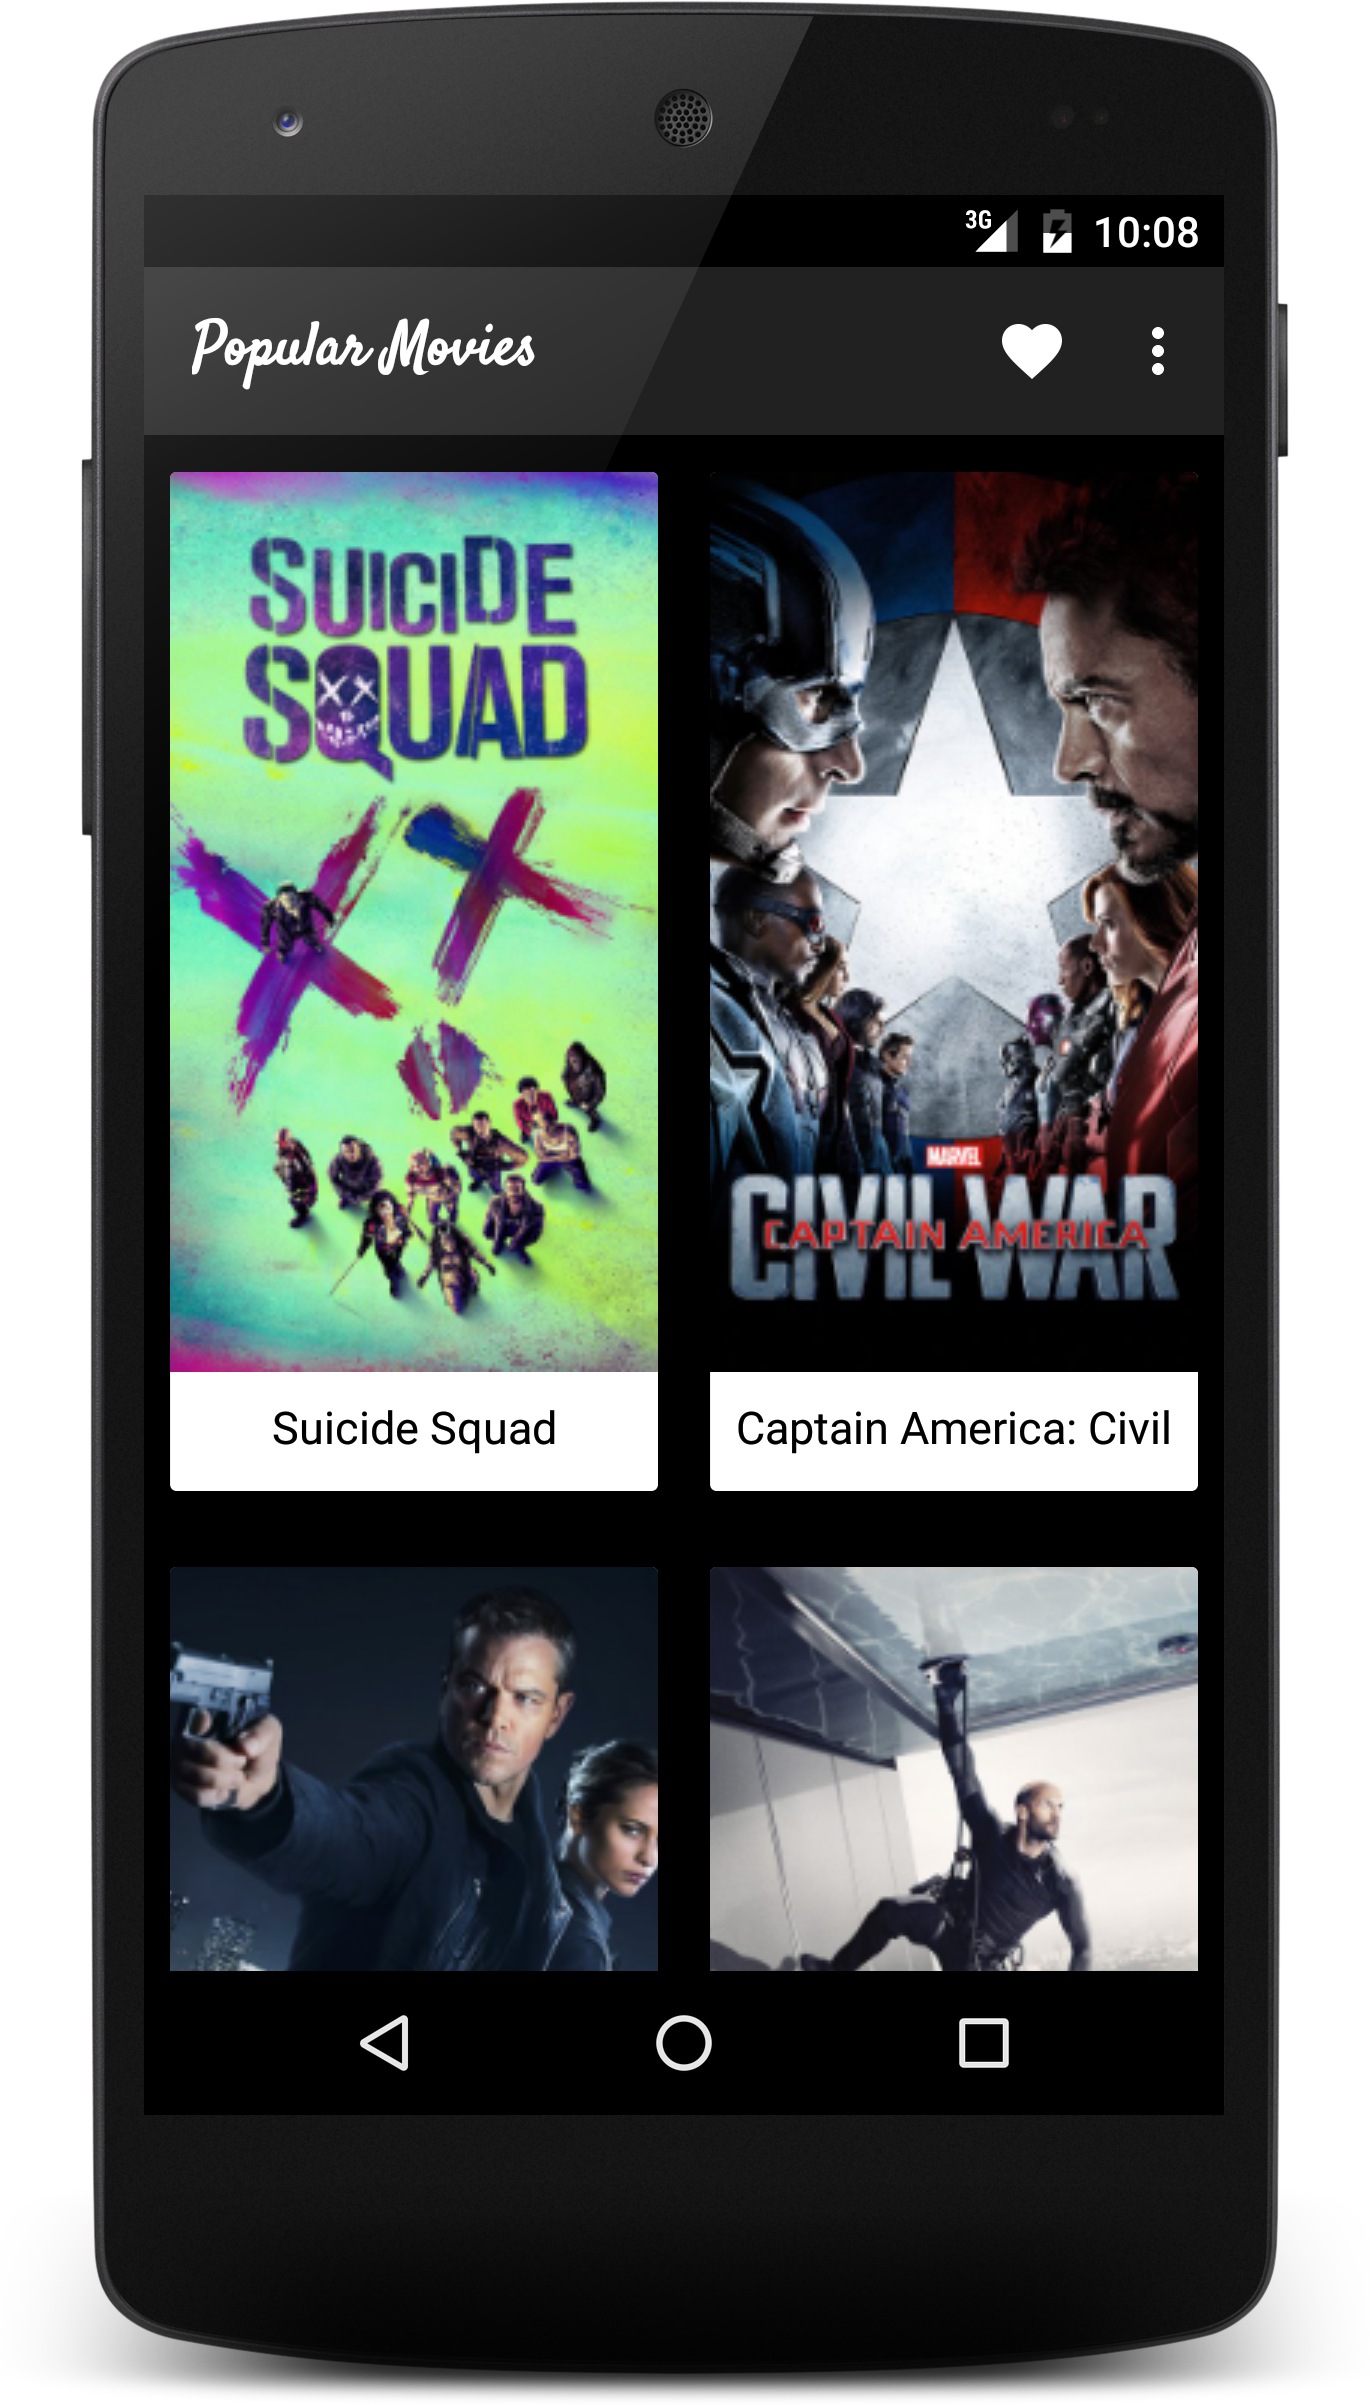 3G 10:08
Popular Movies
SUICIDE
SQUAD
MARVEL
CIVIL WAR
CAPTAIN AMERICA
Suicide Squad
Captain America: Civil